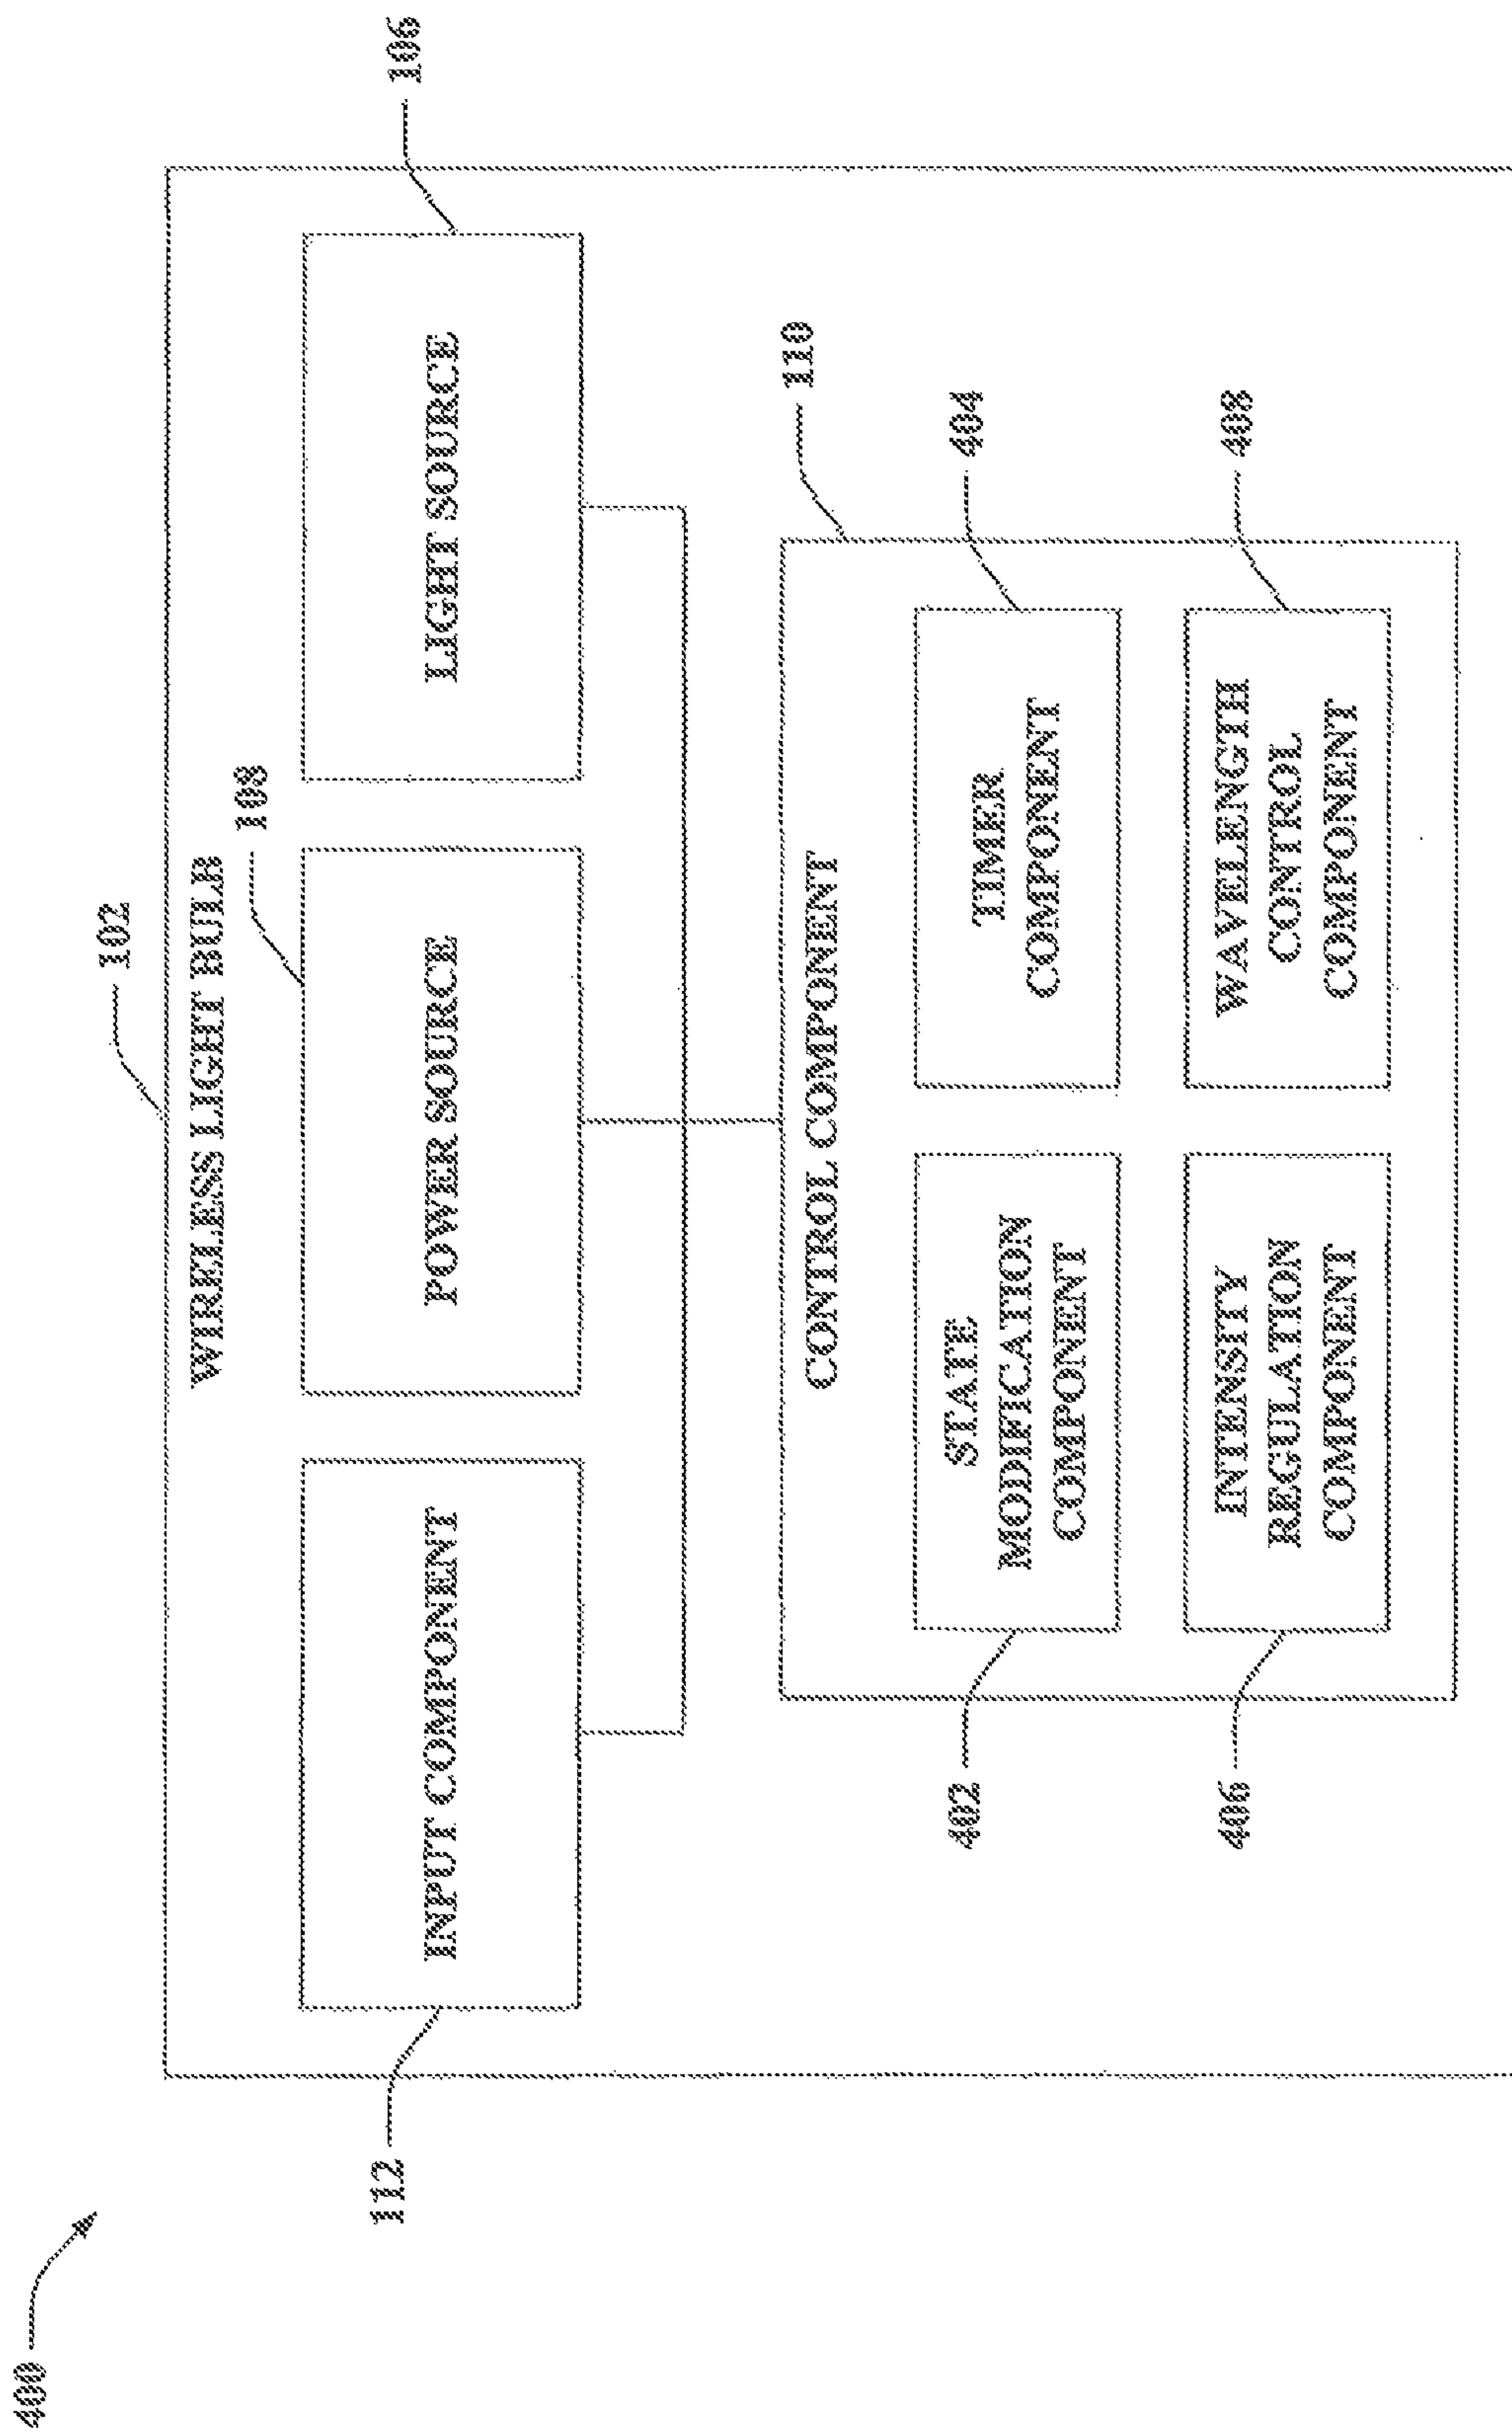 400
102
WIRELESS LIGHT BULB
108
112
106
INPUT COMPONENT
POWER SOURCE
LIGHT SOURCE
110
CONTROL COMPONENT
402
STATE
MODIFICATION
COMPONENT
404
TIMER
COMPONENT
406
INTENSITY
REGULATION
COMPONENT
408
WAVELENGTH
CONTROL
COMPONENT